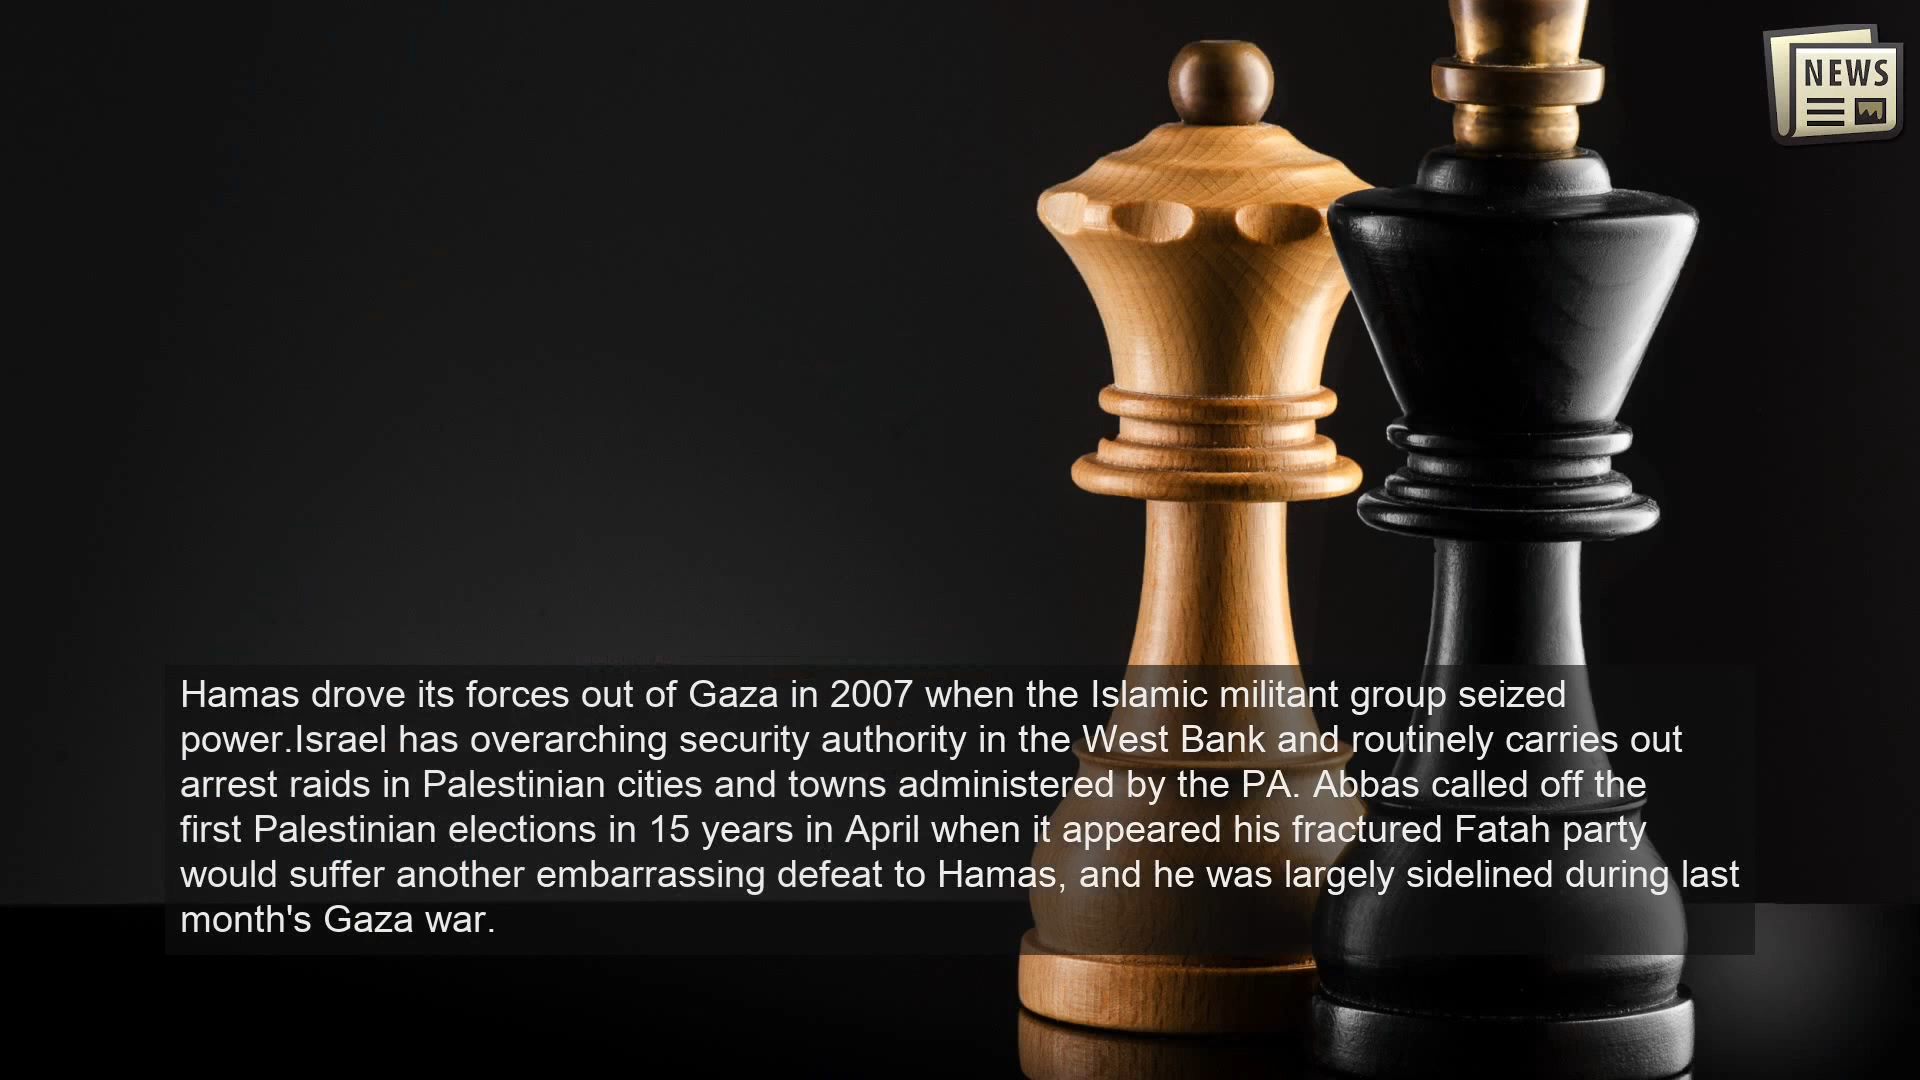 NEWS
Hamas drove its forces out of Gaza in 2007 when the Islamic militant group seized
power.Israel has overarching security authority in the West Bank and routinely carries out
arrest raids in Palestinian cities and towns administered by the PA. Abbas called off the
first Palestinian elections in 15 years in April when it appeared his fractured Fatah party
would suffer another embarrassing defeat to Hamas, and he was largely sidelined during last
month's Gaza war.